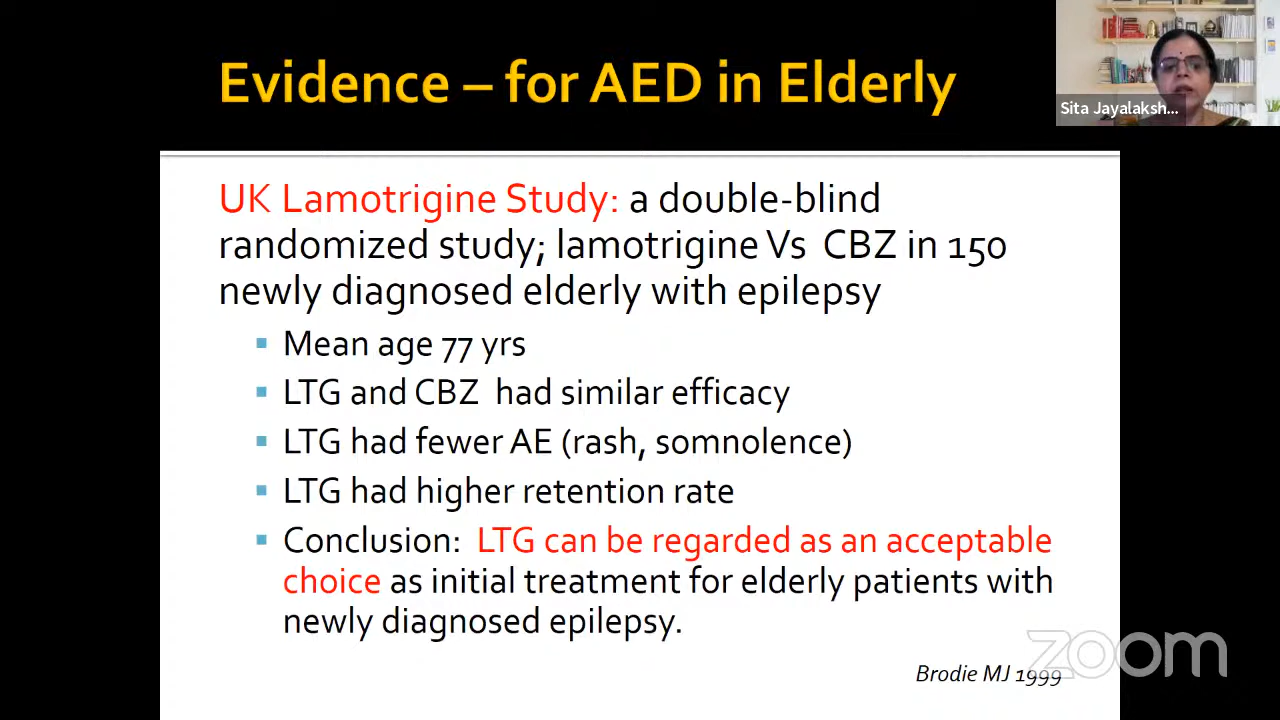 Evidence – for AED in Elderly
Sita Jayalaksh...
UK Lamotrigine Study: a double-blind
randomized study; lamotrigine Vs CBZ in 150
newly diagnosed elderly with epilepsy
▪ Mean age 77 yrs
▪ LTG and CBZ had similar efficacy
▪ LTG had fewer AE (rash, somnolence)
▪ LTG had higher retention rate
▪ Conclusion: LTG can be regarded as an acceptable
choice as initial treatment for elderly patients with
newly diagnosed epilepsy.
zoom
Brodie MJ 1999